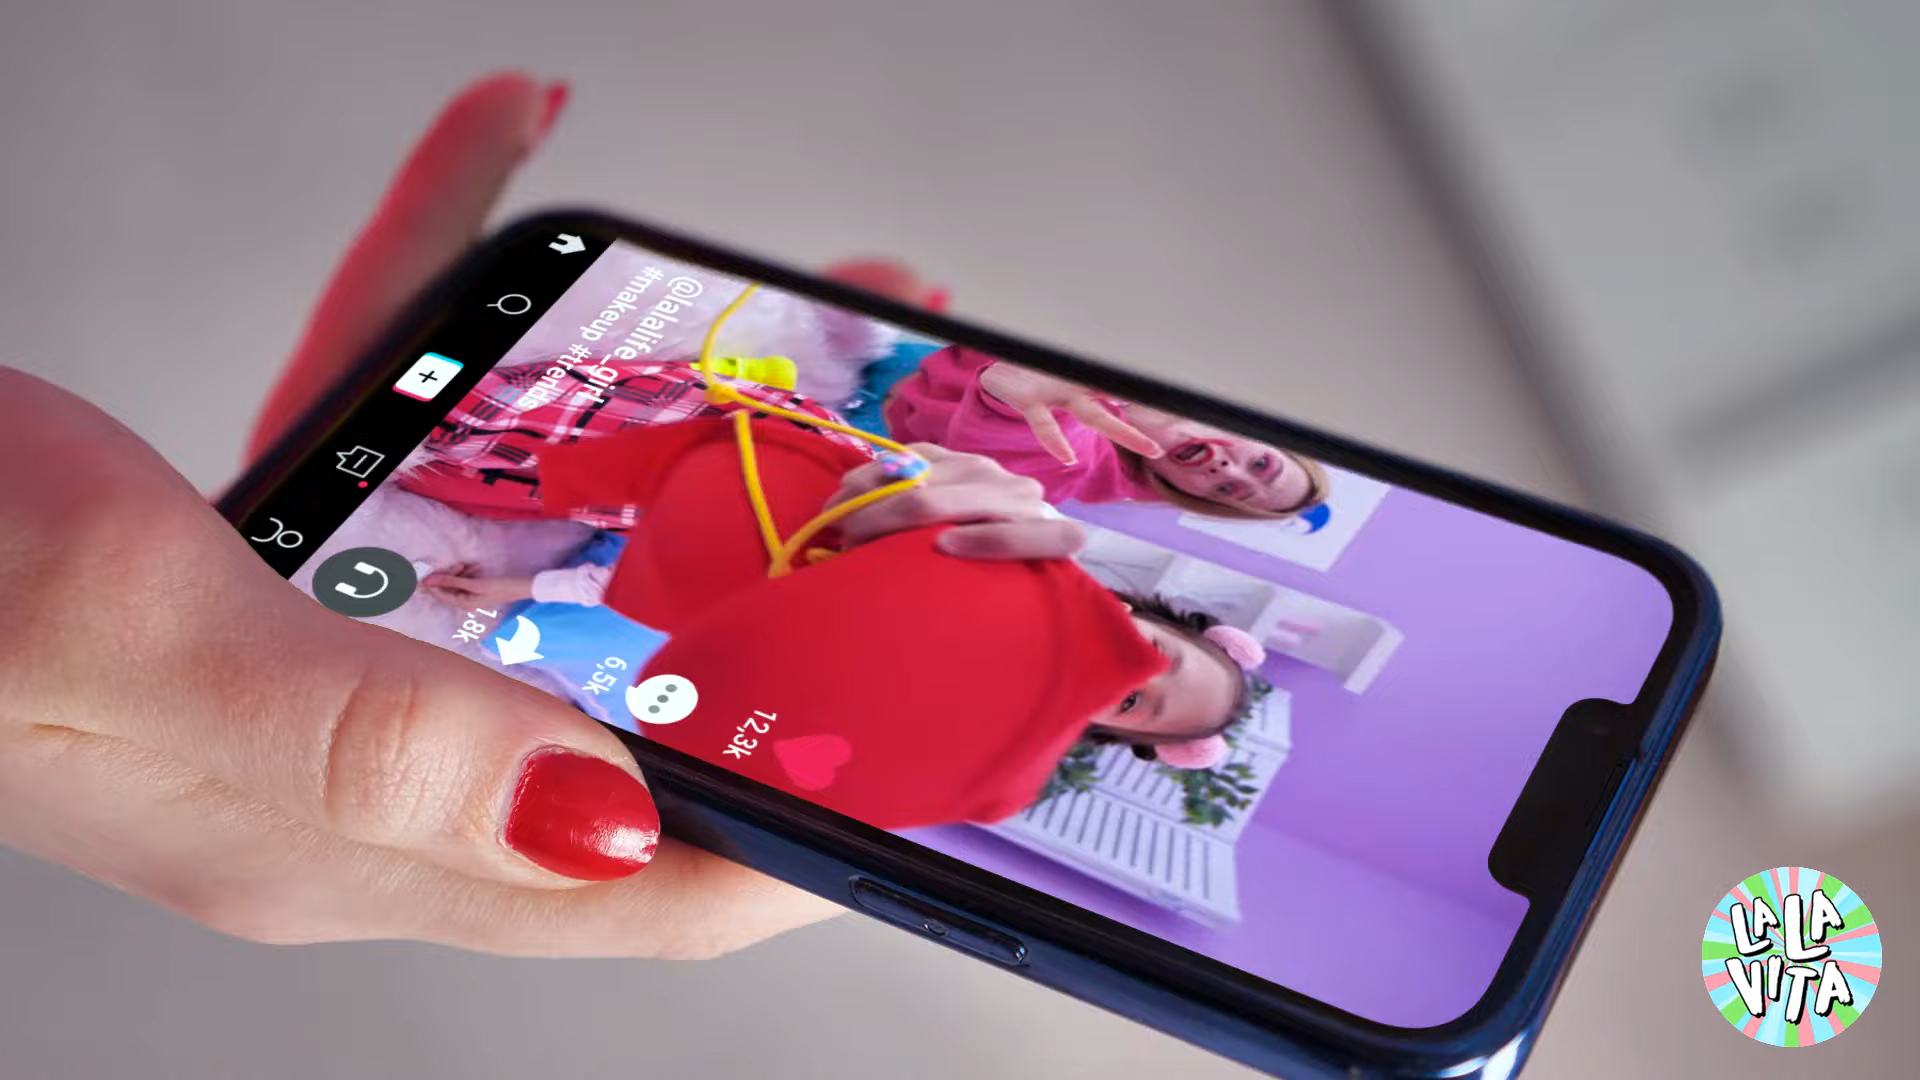 @lalalife_girl
#makeup #trends
12,3k
6,5k
1,8k
LA LA
VITA